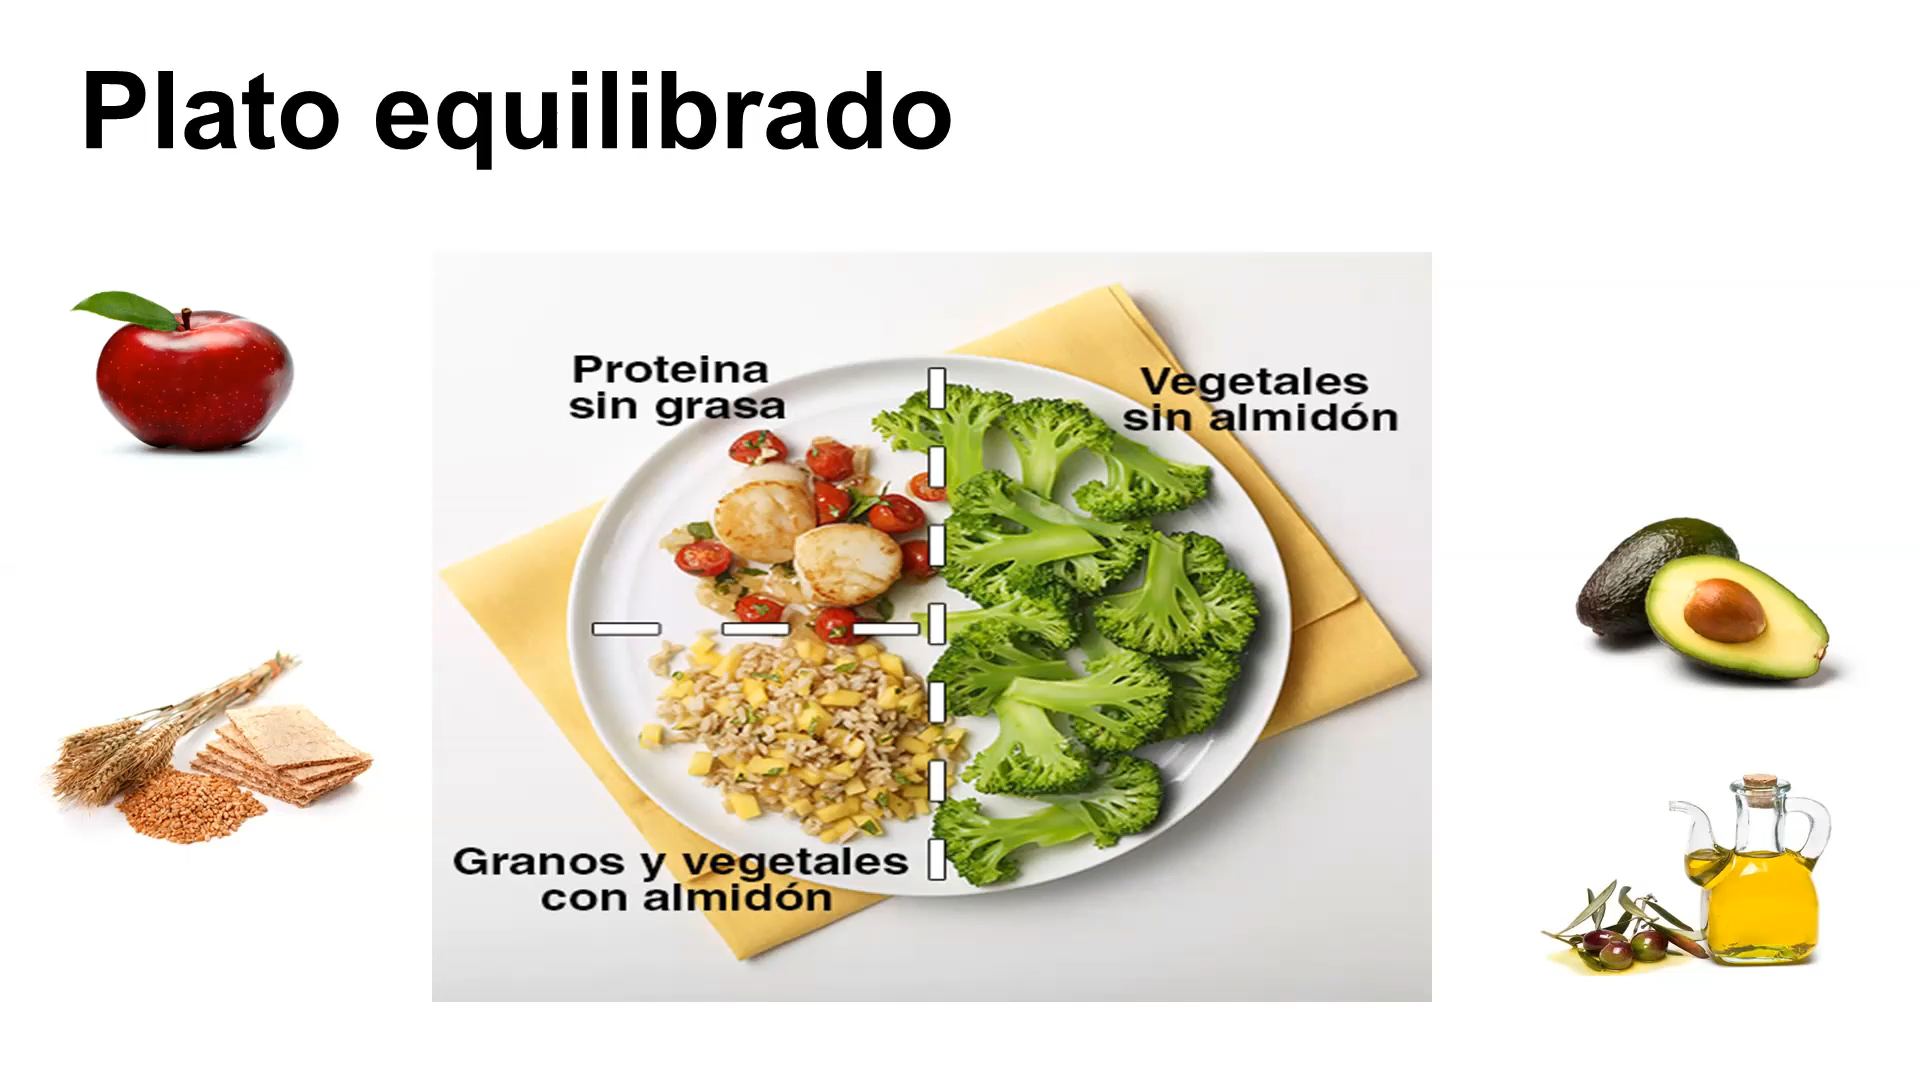 Plato equilibrado
Proteina
sin grasa
Vegetales
sin almidón
Granos y vegetales
con almidón